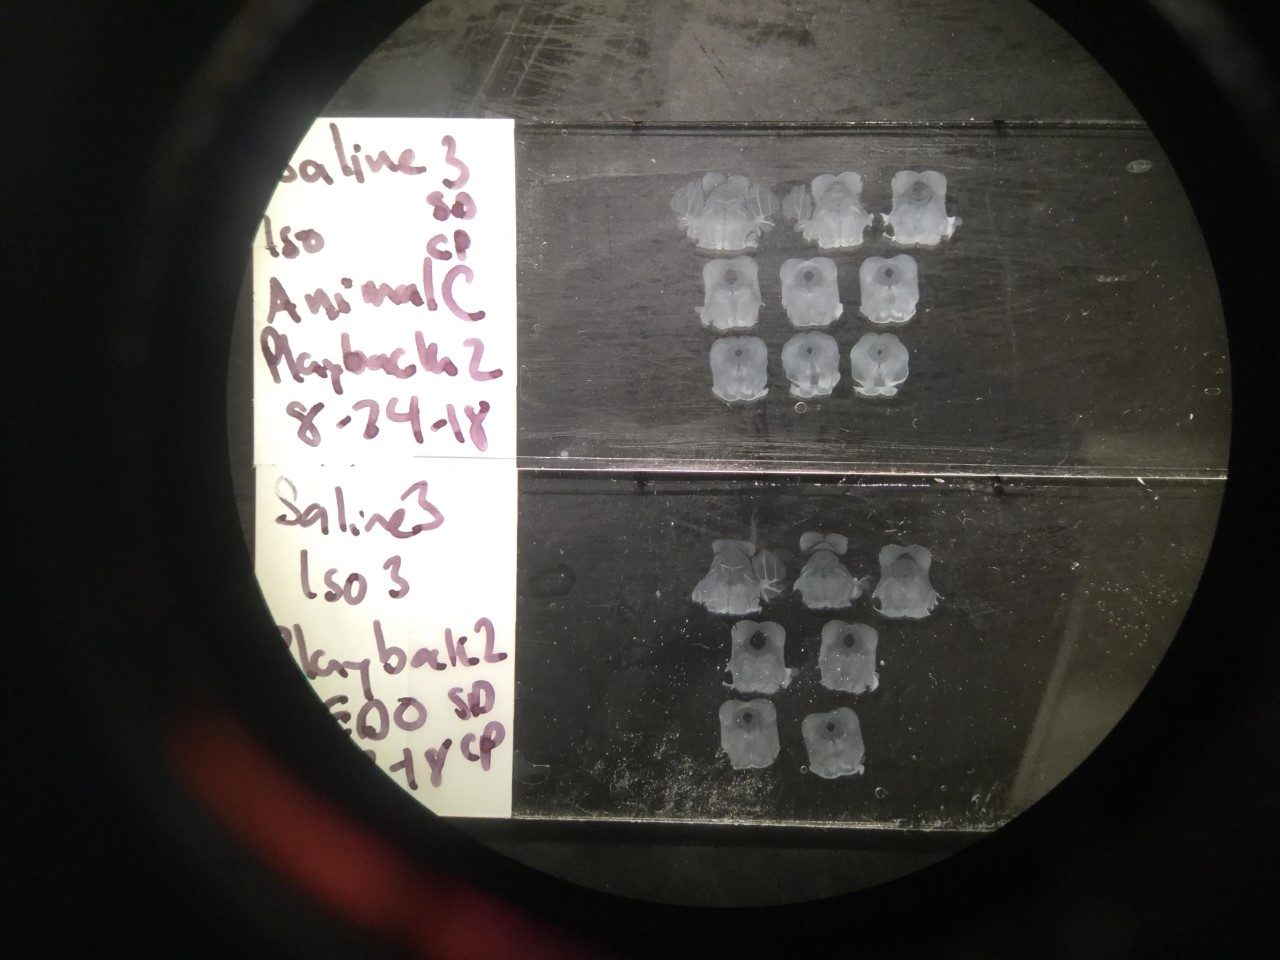 Saline 3
SD
Iso CP
Animal C
Playback 2
8-24-18
Saline 3
Iso 3
Playback 2
SD
-18 CP